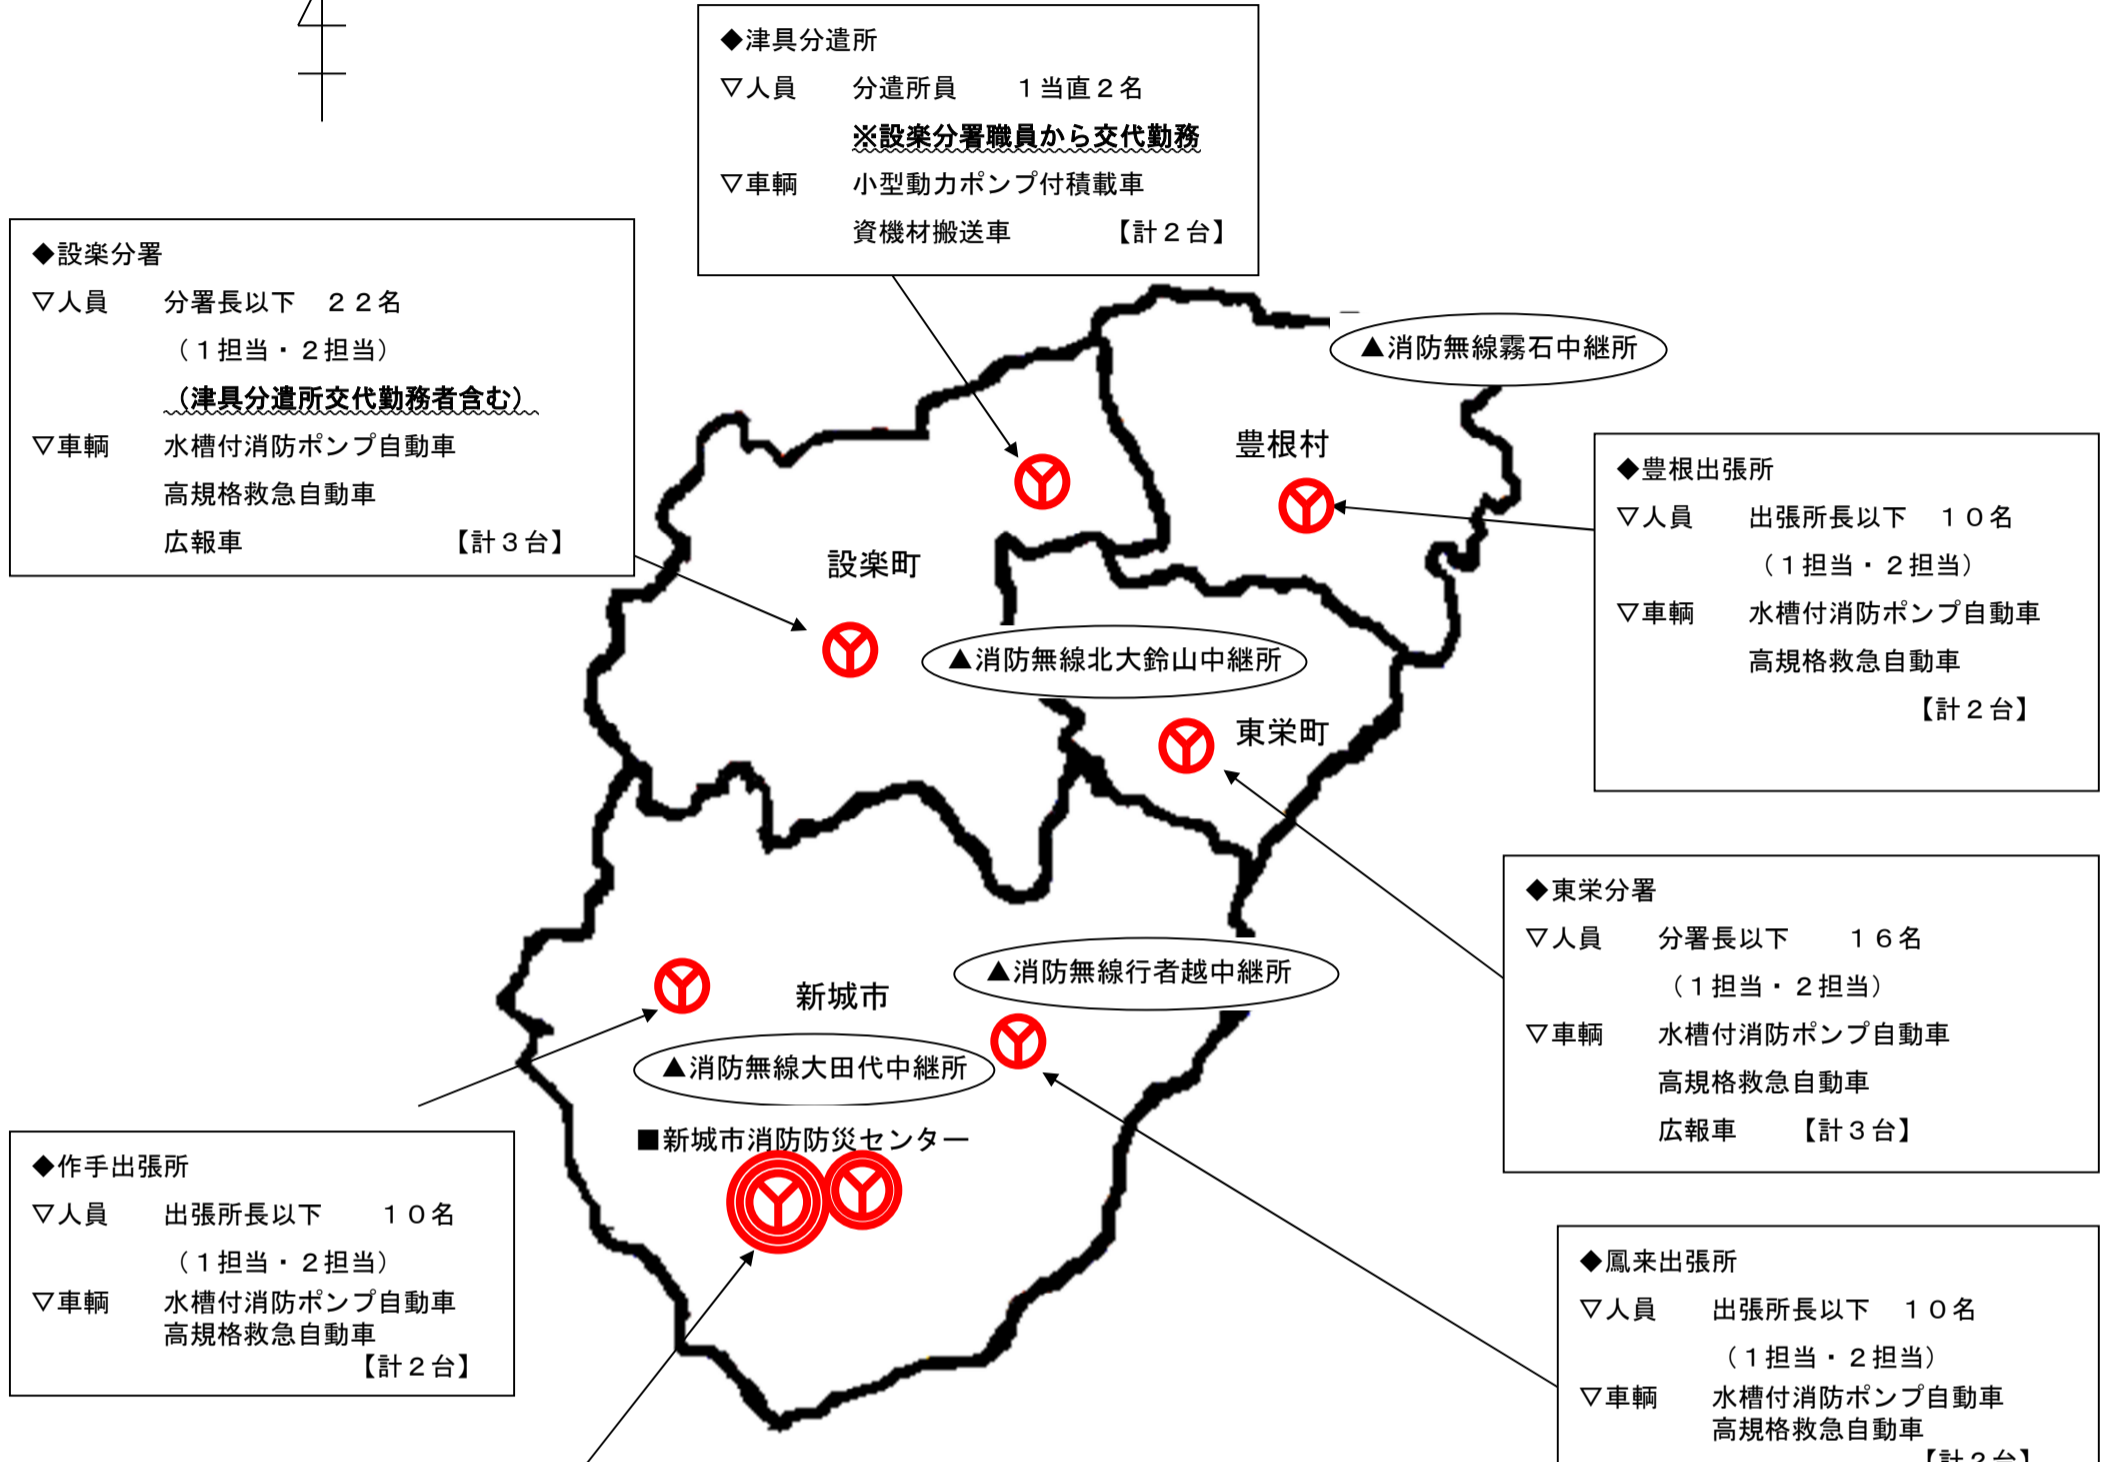 ◆津具分遣所
▽人員　分遣所員　１当直２名
※設楽分署職員から交代勤務
▽車輌　小型動力ポンプ付積載車
資機材搬送車　【計２台】
◆設楽分署
▽人員　分署長以下　２２名
（１担当・２担当）
（津具分遣所交代勤務者含む）
▽車輌　水槽付消防ポンプ自動車
高規格救急自動車
広報車　【計３台】
▲消防無線霧石中継所
豊根村
◆豊根出張所
▽人員　出張所長以下　１０名
（１担当・２担当）
▽車輌　水槽付消防ポンプ自動車
高規格救急自動車
【計２台】
設楽町
▲消防無線北大鈴山中継所
東栄町
◆東栄分署
▽人員　分署長以下　１６名
（１担当・２担当）
▽車輌　水槽付消防ポンプ自動車
高規格救急自動車
広報車　【計３台】
▲消防無線行者越中継所
新城市
▲消防無線大田代中継所
■新城市消防防災センター
◆作手出張所
▽人員　出張所長以下　１０名
（１担当・２担当）
▽車輌　水槽付消防ポンプ自動車
高規格救急自動車
【計２台】
◆鳳来出張所
▽人員　出張所長以下　１０名
（１担当・２担当）
▽車輌　水槽付消防ポンプ自動車
高規格救急自動車
【計２台】